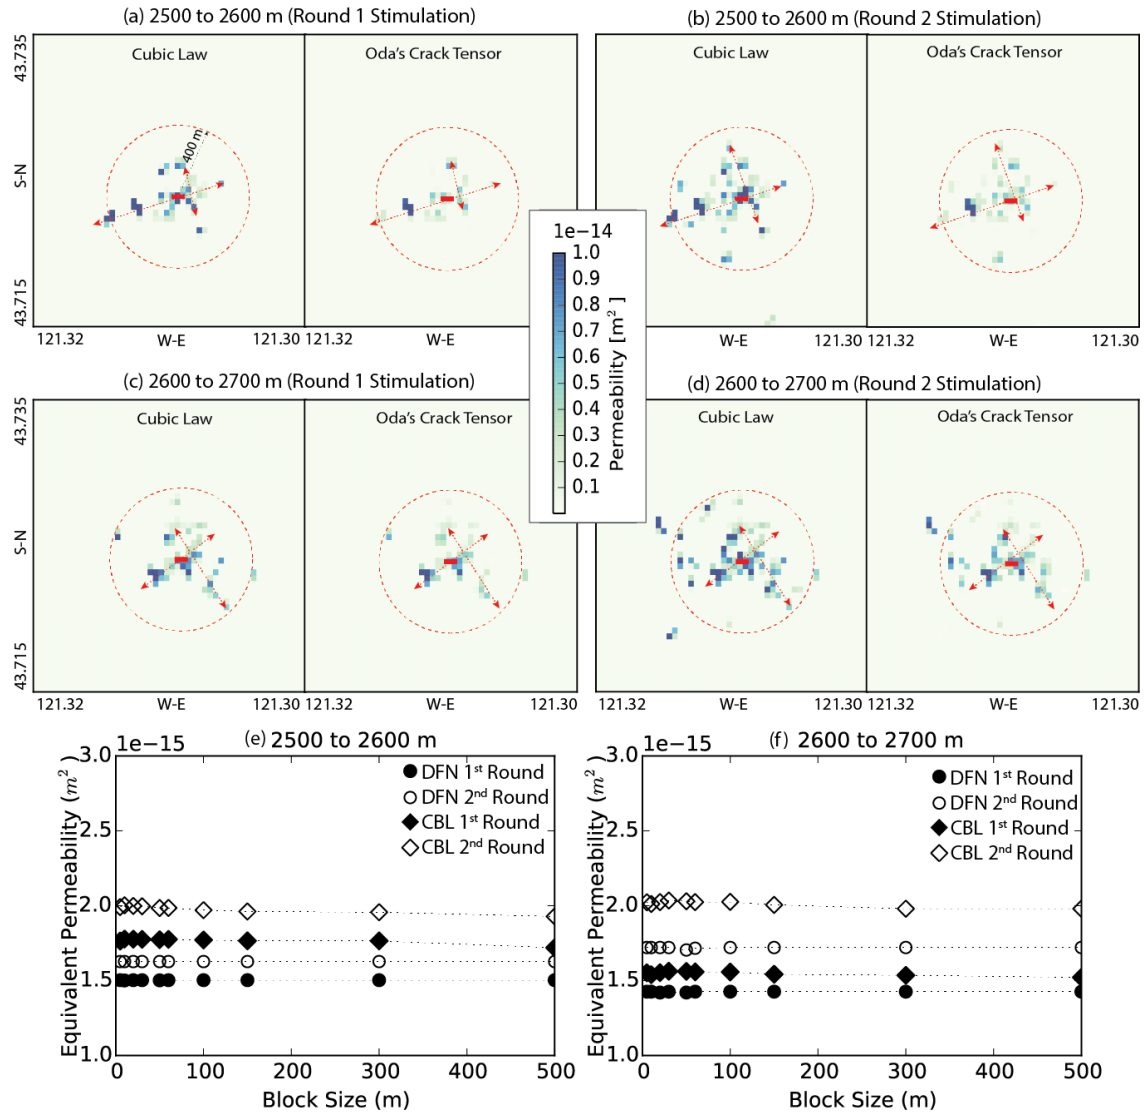 (a) 2500 to 2600 m (Round 1 Stimulation)
(b) 2500 to 2600 m (Round 2 Stimulation)
43.735
S-N
43.715
Cubic Law
Oda's Crack Tensor
400 m
Cubic Law
Oda's Crack Tensor
121.32
W-E
121.30
121.32
W-E
121.30
121.32
W-E
121.30
121.32
W-E
121.30
1e−14
1.0
0.9
0.8
0.7
0.6
0.5
0.4
0.3
0.2
0.1
Permeability [m²]
(c) 2600 to 2700 m (Round 1 Stimulation)
(d) 2600 to 2700 m (Round 2 Stimulation)
43.735
S-N
43.715
Cubic Law
Oda's Crack Tensor
Cubic Law
Oda's Crack Tensor
121.32
W-E
121.30
121.32
W-E
121.30
121.32
W-E
121.30
121.32
W-E
121.30
(e) 2500 to 2600 m
1e−15
Equivalent Permeability (m²)
3.0
2.5
2.0
1.5
1.0
DFN 1st Round
DFN 2nd Round
CBL 1st Round
CBL 2nd Round
0 100 200 300 400 500
Block Size (m)
(f) 2600 to 2700 m
1e−15
Equivalent Permeability (m²)
3.0
2.5
2.0
1.5
1.0
DFN 1st Round
DFN 2nd Round
CBL 1st Round
CBL 2nd Round
0 100 200 300 400 500
Block Size (m)